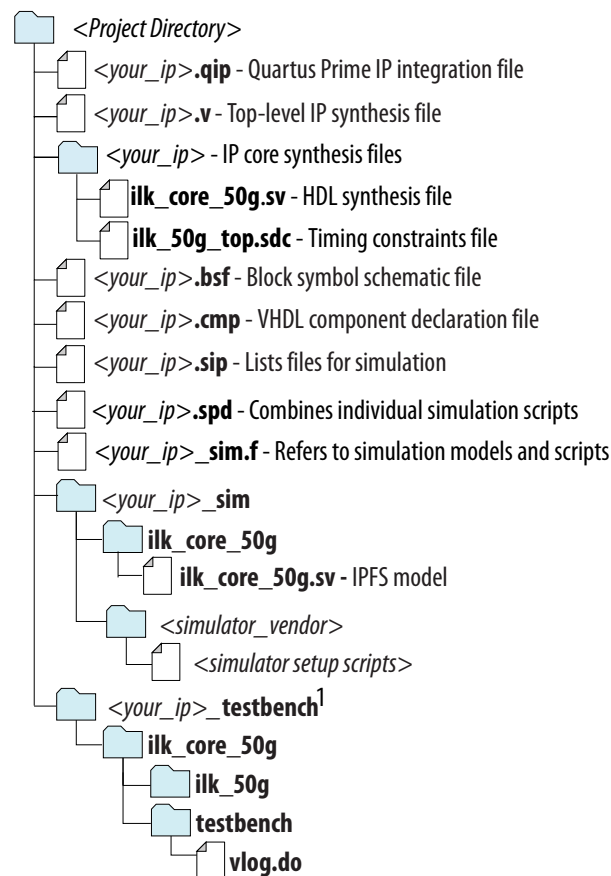 <Project Directory>
<your_ip>.qip - Quartus Prime IP integration file
<your_ip>.v - Top-level IP synthesis file
<your_ip> - IP core synthesis files
ilk_core_50g.sv - HDL synthesis file
ilk_50g_top.sdc - Timing constraints file
<your_ip>.bsf - Block symbol schematic file
<your_ip>.cmp - VHDL component declaration file
<your_ip>.sip - Lists files for simulation
<your_ip>.spd - Combines individual simulation scripts
<your_ip>_sim.f - Refers to simulation models and scripts
<your_ip>_sim
ilk_core_50g
ilk_core_50g.sv - IPFS model
<simulator_vendor>
<simulator setup scripts>
<your_ip>_testbench1
ilk_core_50g
ilk_50g
testbench
vlog.do